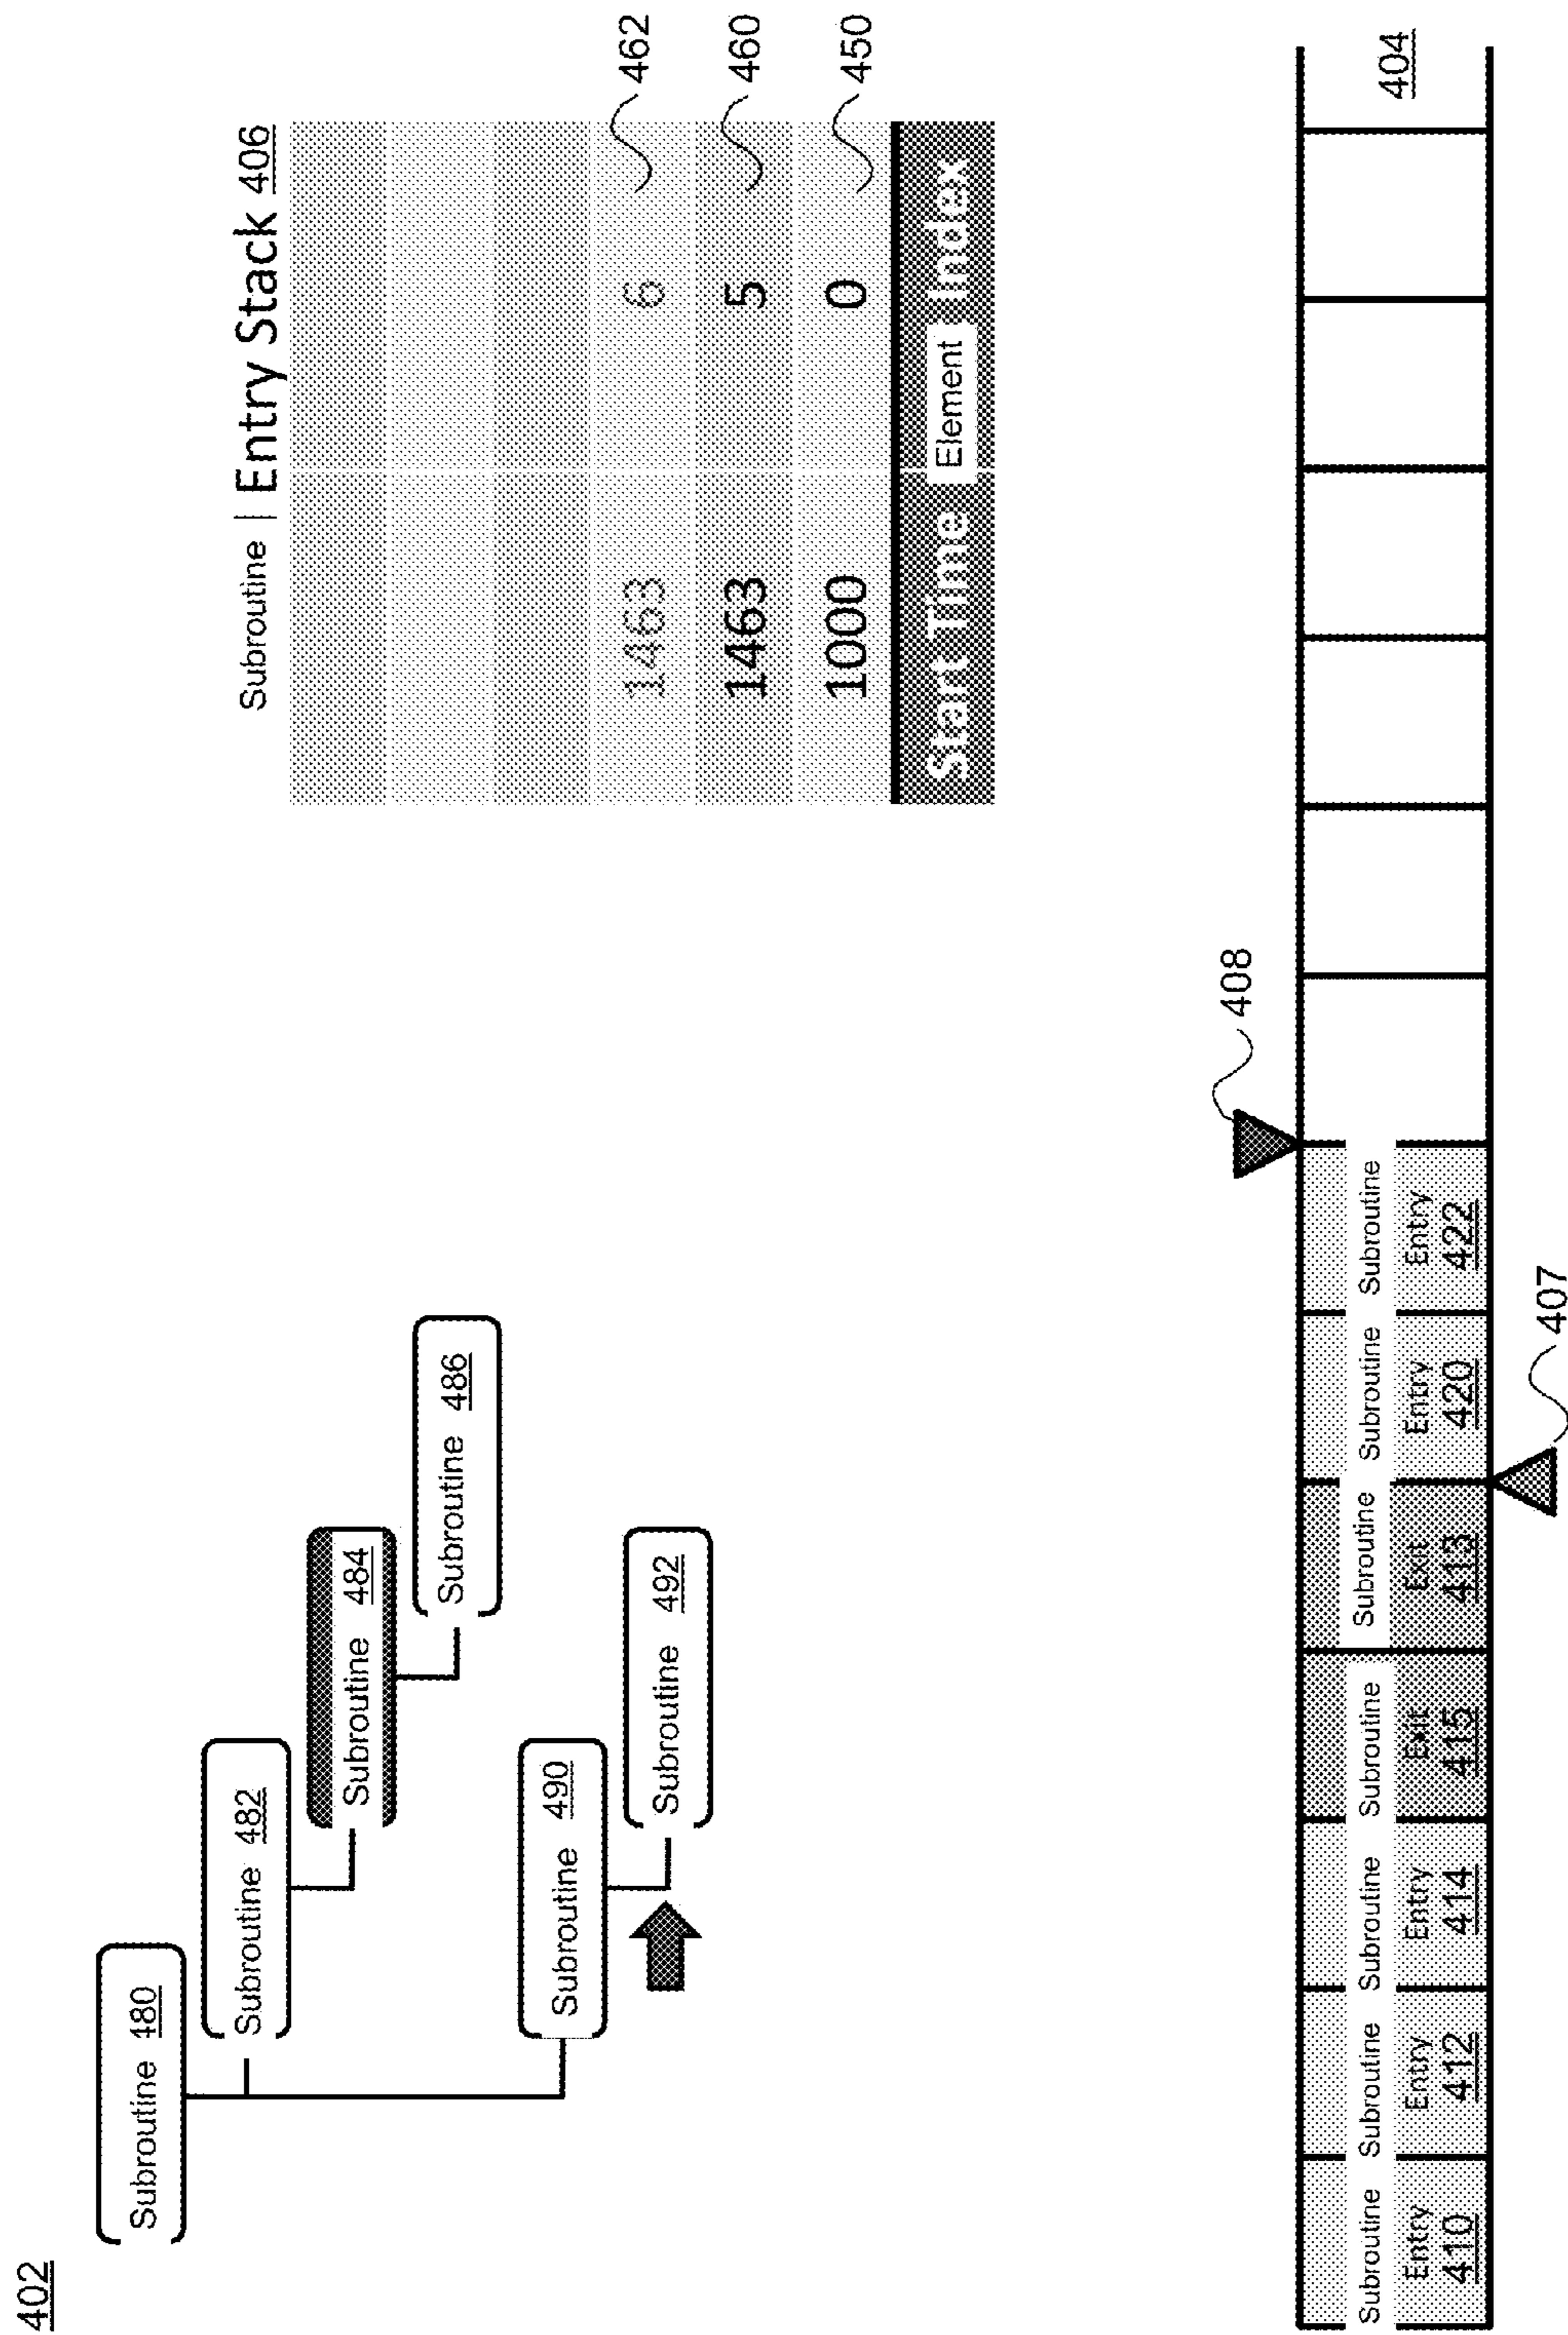 402
Subroutine 480
Subroutine 482
Subroutine 484
Subroutine 486
Subroutine 490
Subroutine 492
Subroutine | Entry Stack 406
1463 6 462
1463 5 460
1000 0 450
Start Time Element Index
408
Subroutine Entry 410
Subroutine Entry 412
Subroutine Entry 414
Subroutine Exit 415
Subroutine Exit 413
Subroutine Entry 420
Subroutine Entry 422
404
407